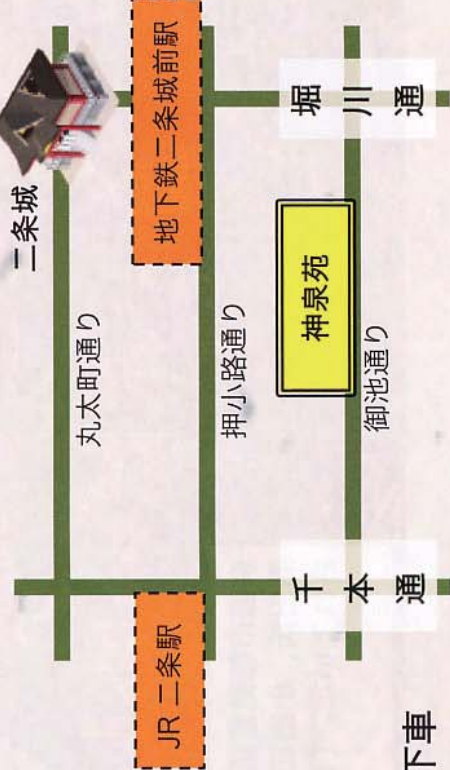 二条城
丸太町通り
地下鉄二条城前駅
JR 二条駅
押小路通り
堀川通
神泉苑
千本通
御池通り
下車